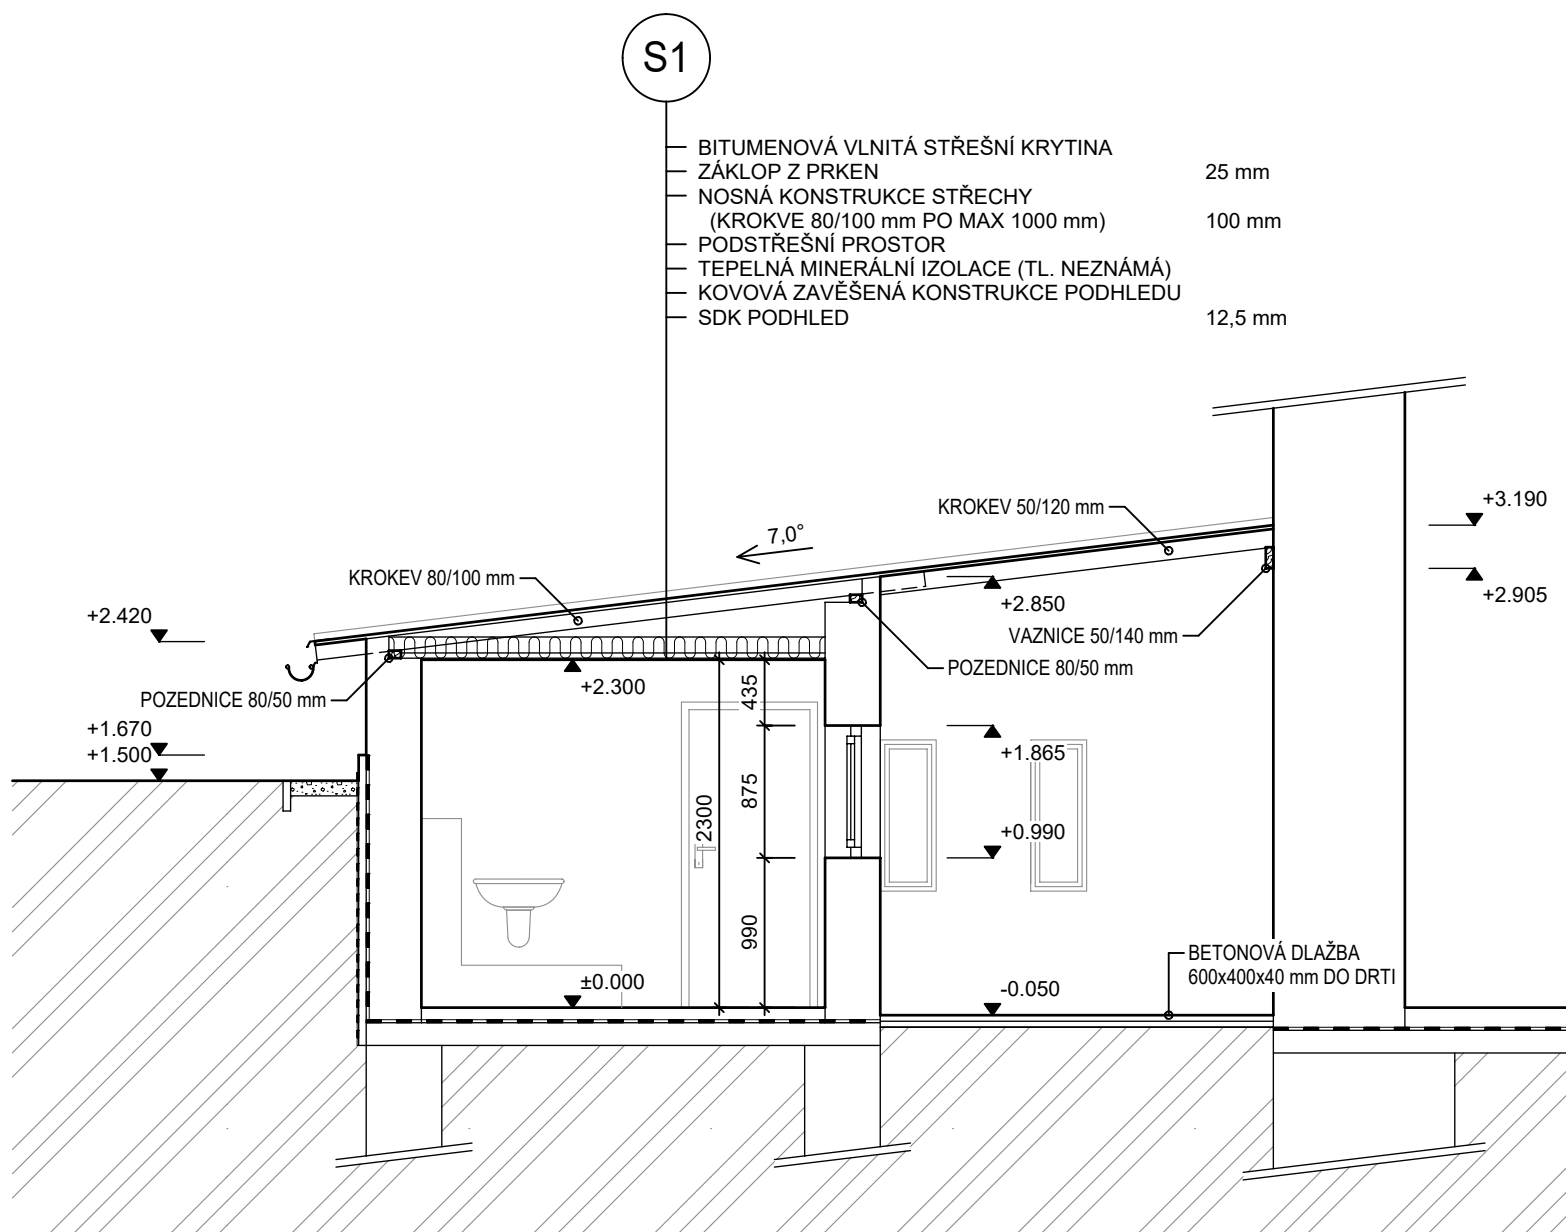 S1
BITUMENOVÁ VLNITÁ STŘEŠNÍ KRYTINA
ZÁKLOP Z PRKEN 25 mm
NOSNÁ KONSTRUKCE STŘECHY
(KROKVE 80/100 mm PO MAX 1000 mm) 100 mm
PODSTŘEŠNÍ PROSTOR
TEPELNÁ MINERÁLNÍ IZOLACE (TL. NEZNÁMÁ)
KOVOVÁ ZAVĚŠENÁ KONSTRUKCE PODHLEDU
SDK PODHLED 12,5 mm
+3.190
KROKEV 50/120 mm
7,0°
KROKEV 80/100 mm
+2.905
+2.850
+2.420
VAZNICE 50/140 mm
POZEDNICE 80/50 mm
+2.300
POZEDNICE 80/50 mm
435
+1.670
+1.500
+1.865
875
2300
+0.990
990
BETONOVÁ DLAŽBA
600x400x40 mm DO DRTI
±0.000
-0.050